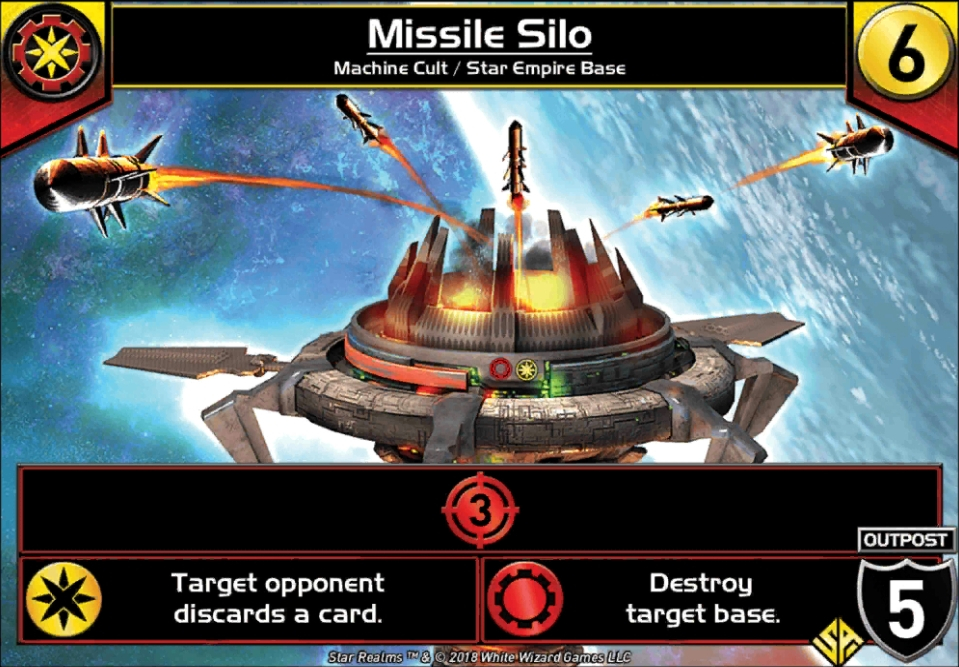 Missile Silo
6
Machine Cult / Star Empire Base
3
OUTPOST
Target opponent
discards a card.
Destroy
target base.
5
Star Realms ™ & © 2018 White Wizard Games LLC